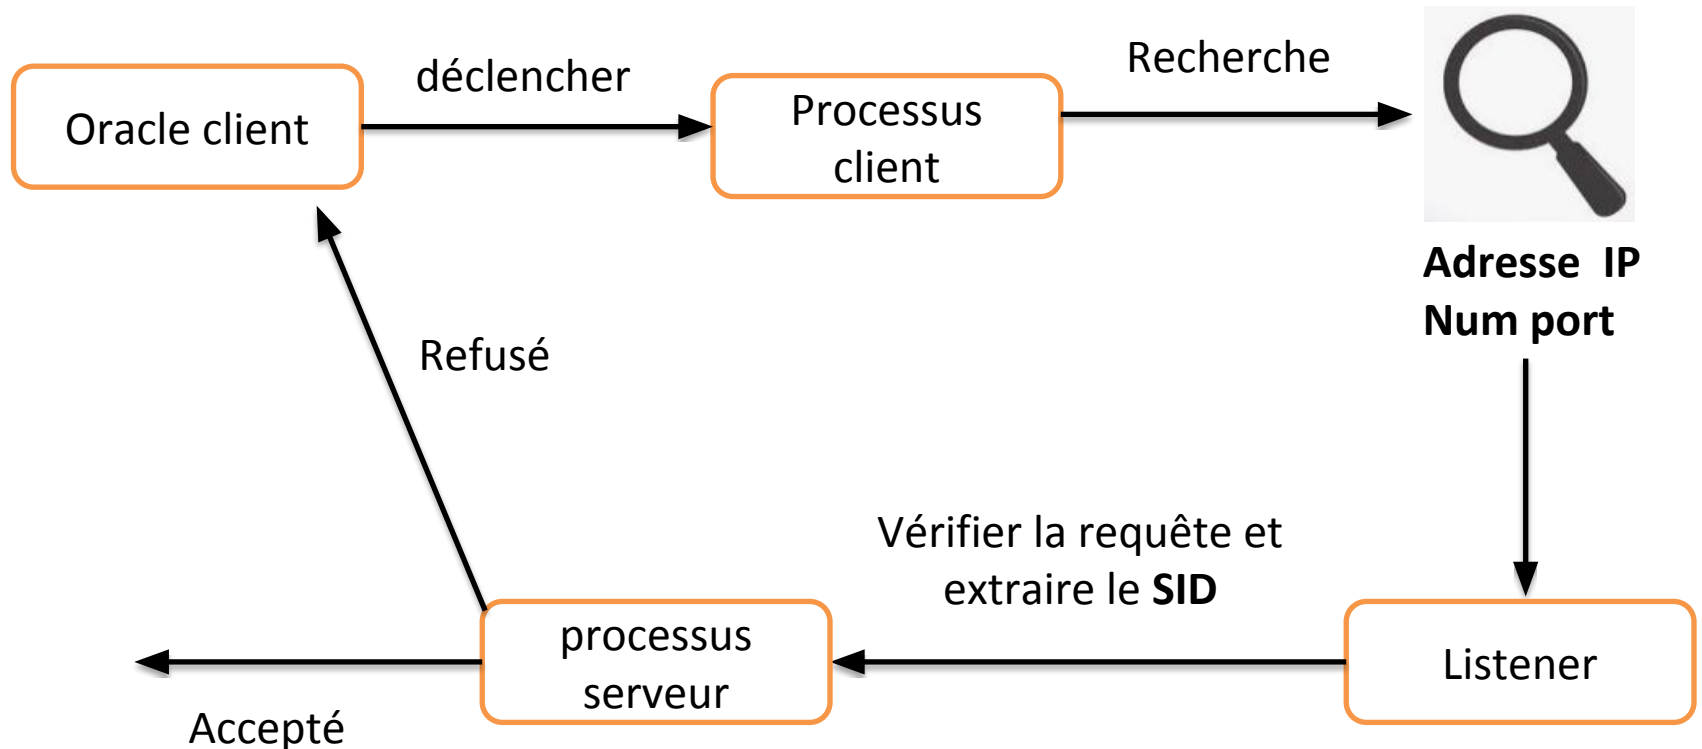 Oracle client
déclencher
Processus
client
Recherche
Adresse IP
Num port
Refusé
Vérifier la requête et
extraire le SID
Listener
processus
serveur
Accepté